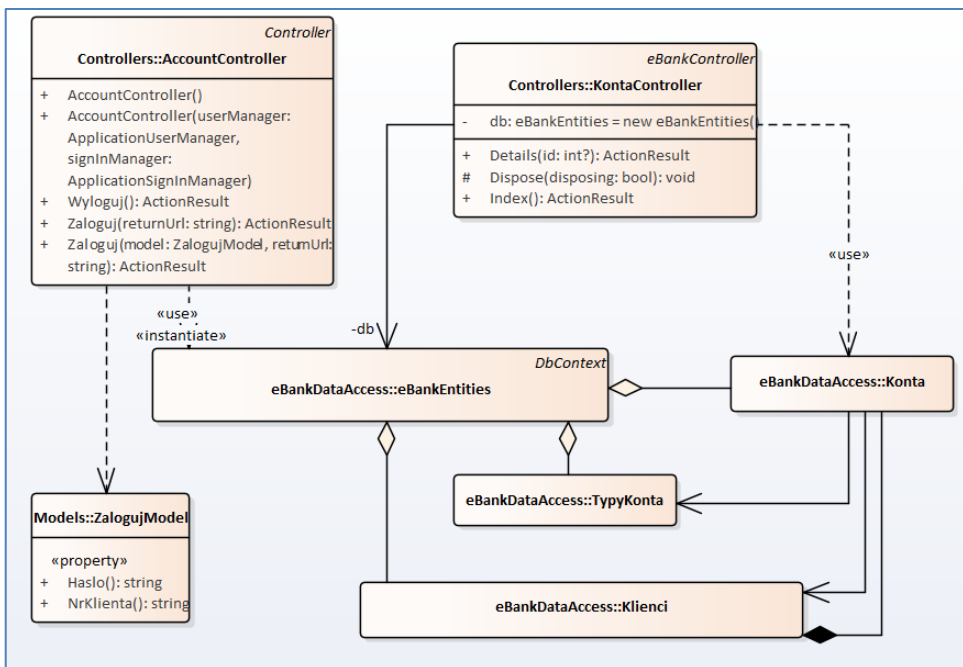 Controller
Controllers::AccountController
+ AccountController()
+ AccountController(userManager:
ApplicationUserManager,
signInManager:
ApplicationSignInManager)
+ Wyloguj(): ActionResult
+ Zaloguj(returnUrl: string): ActionResult
+ Zaloguj(model: ZalogujModel, returnUrl:
string): ActionResult
eBankController
Controllers::KontaController
- db: eBankEntities = new eBankEntities()
+ Details(id: int?): ActionResult
# Dispose(disposing: bool): void
+ Index(): ActionResult
«use»
«use»
«instantiate»
-db
DbContext
eBankDataAccess::eBankEntities
eBankDataAccess::Konta
eBankDataAccess::TypyKonta
Models::ZalogujModel
«property»
+ Haslo(): string
+ NrKlienta(): string
eBankDataAccess::Klienci